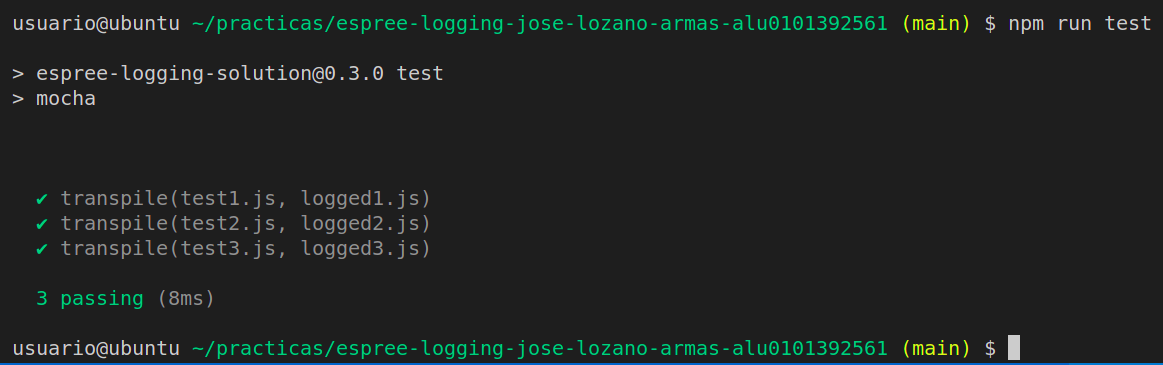 usuario@ubuntu ~/practicas/espree-logging-jose-lozano-armas-alu0101392561 (main) $ npm run test
> espree-logging-solution@0.3.0 test
> mocha
✔ transpile(test1.js, logged1.js)
✔ transpile(test2.js, logged2.js)
✔ transpile(test3.js, logged3.js)
3 passing (8ms)
usuario@ubuntu ~/practicas/espree-logging-jose-lozano-armas-alu0101392561 (main) $